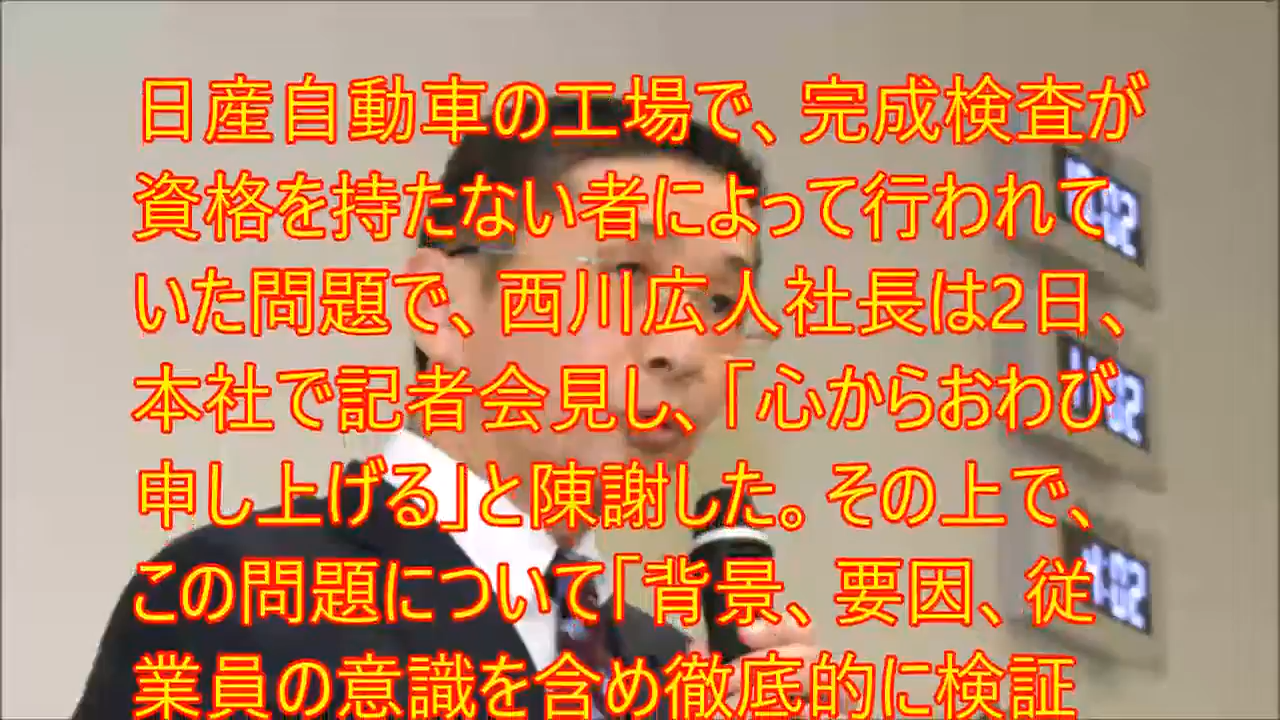 日産自動車の工場で、完成検査が
資格を持たない者によって行われて
いた問題で、西川広人社長は2日、
本社で記者会見し、「心からおわび
申し上げる」と陳謝した。その上で、
この問題について「背景、要因、従
業員の意識を含め徹底的に検証